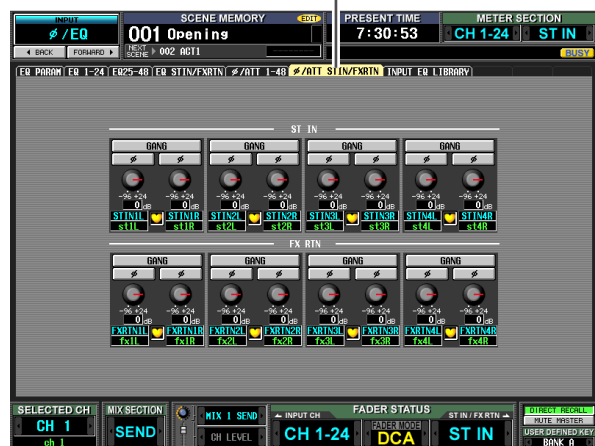 INPUT
ø/EQ
SCENE MEMORY
EDIT
PRESENT TIME
METER SECTION
001 Opening
7:30:53
CH 1-24
ST IN
BACK
FORWARD
NEXT SCENE
002 ACT1
BUSY
EQ PARAM
EQ 1-24
EQ25-48
EQ STIN/FXRTN
ø/ATT 1-48
ø/ATT STIN/FXRTN
INPUT EQ LIBRARY
ST IN
GANG GANG GANG GANG
ø ø ø ø ø ø ø ø
-96 +24 -96 +24 -96 +24 -96 +24 -96 +24 -96 +24 -96 +24 -96 +24
0 dB 0 dB 0 dB 0 dB 0 dB 0 dB 0 dB 0 dB
STIN1L STIN1R STIN2L STIN2R STIN3L STIN3R STIN4L STIN4R
st1L st1R st2L st2R st3L st3R st4L st4R
FX RTN
GANG GANG GANG GANG
ø ø ø ø ø ø ø ø
-96 +24 -96 +24 -96 +24 -96 +24 -96 +24 -96 +24 -96 +24 -96 +24
0 dB 0 dB 0 dB 0 dB 0 dB 0 dB 0 dB 0 dB
FXRTN1L FXRTN1R FXRTN2L FXRTN2R FXRTN3L FXRTN3R FXRTN4L FXRTN4R
fx1L fx1R fx2L fx2R fx3L fx3R fx4L fx4R
SELECTED CH
CH 1
ch 1
MIX SECTION
SEND
MIX 1 SEND
CH LEVEL
INPUT CH
FADER STATUS
ST IN / FX RTN
CH 1-24
FADER MODE
DCA
ST IN
DIRECT RECALL
MUTE MASTER
USER DEFINED KEY
BANK A